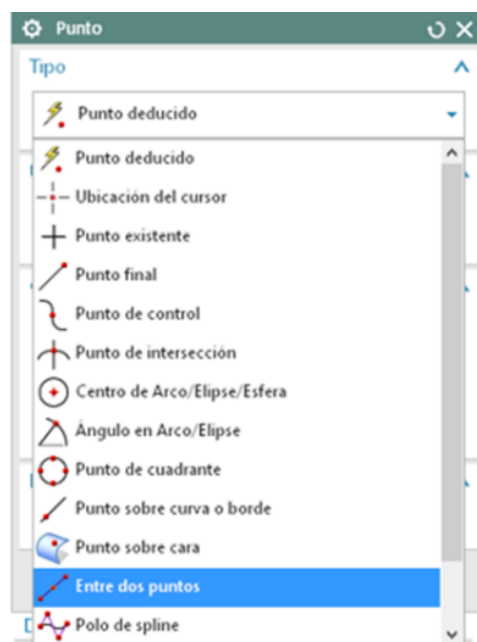 Punto
Tipo
Punto deducido
Punto deducido
Ubicación del cursor
Punto existente
Punto final
Punto de control
Punto de intersección
Centro de Arco/Elipse/Esfera
Ángulo en Arco/Elipse
Punto de cuadrante
Punto sobre curva o borde
Punto sobre cara
Entre dos puntos
Polo de spline